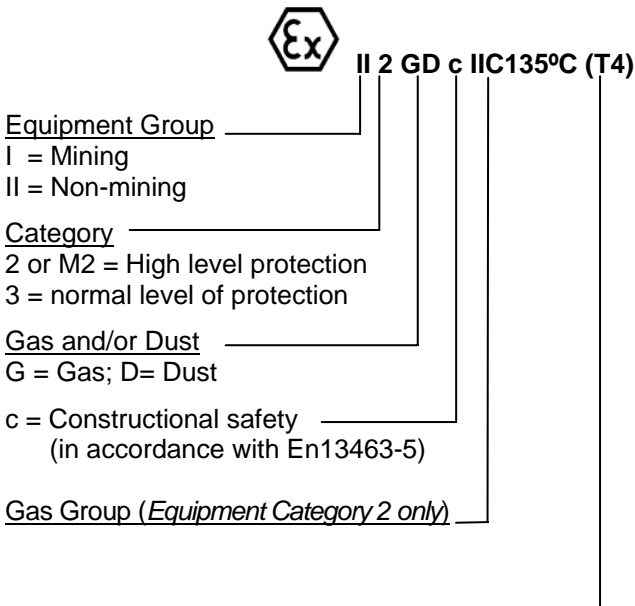 Ex II 2 GD c IIC135ºC (T4)
Equipment Group
I = Mining
II = Non-mining
Category
2 or M2 = High level protection
3 = normal level of protection
Gas and/or Dust
G = Gas; D= Dust
c = Constructional safety
(in accordance with En13463-5)
Gas Group (Equipment Category 2 only)